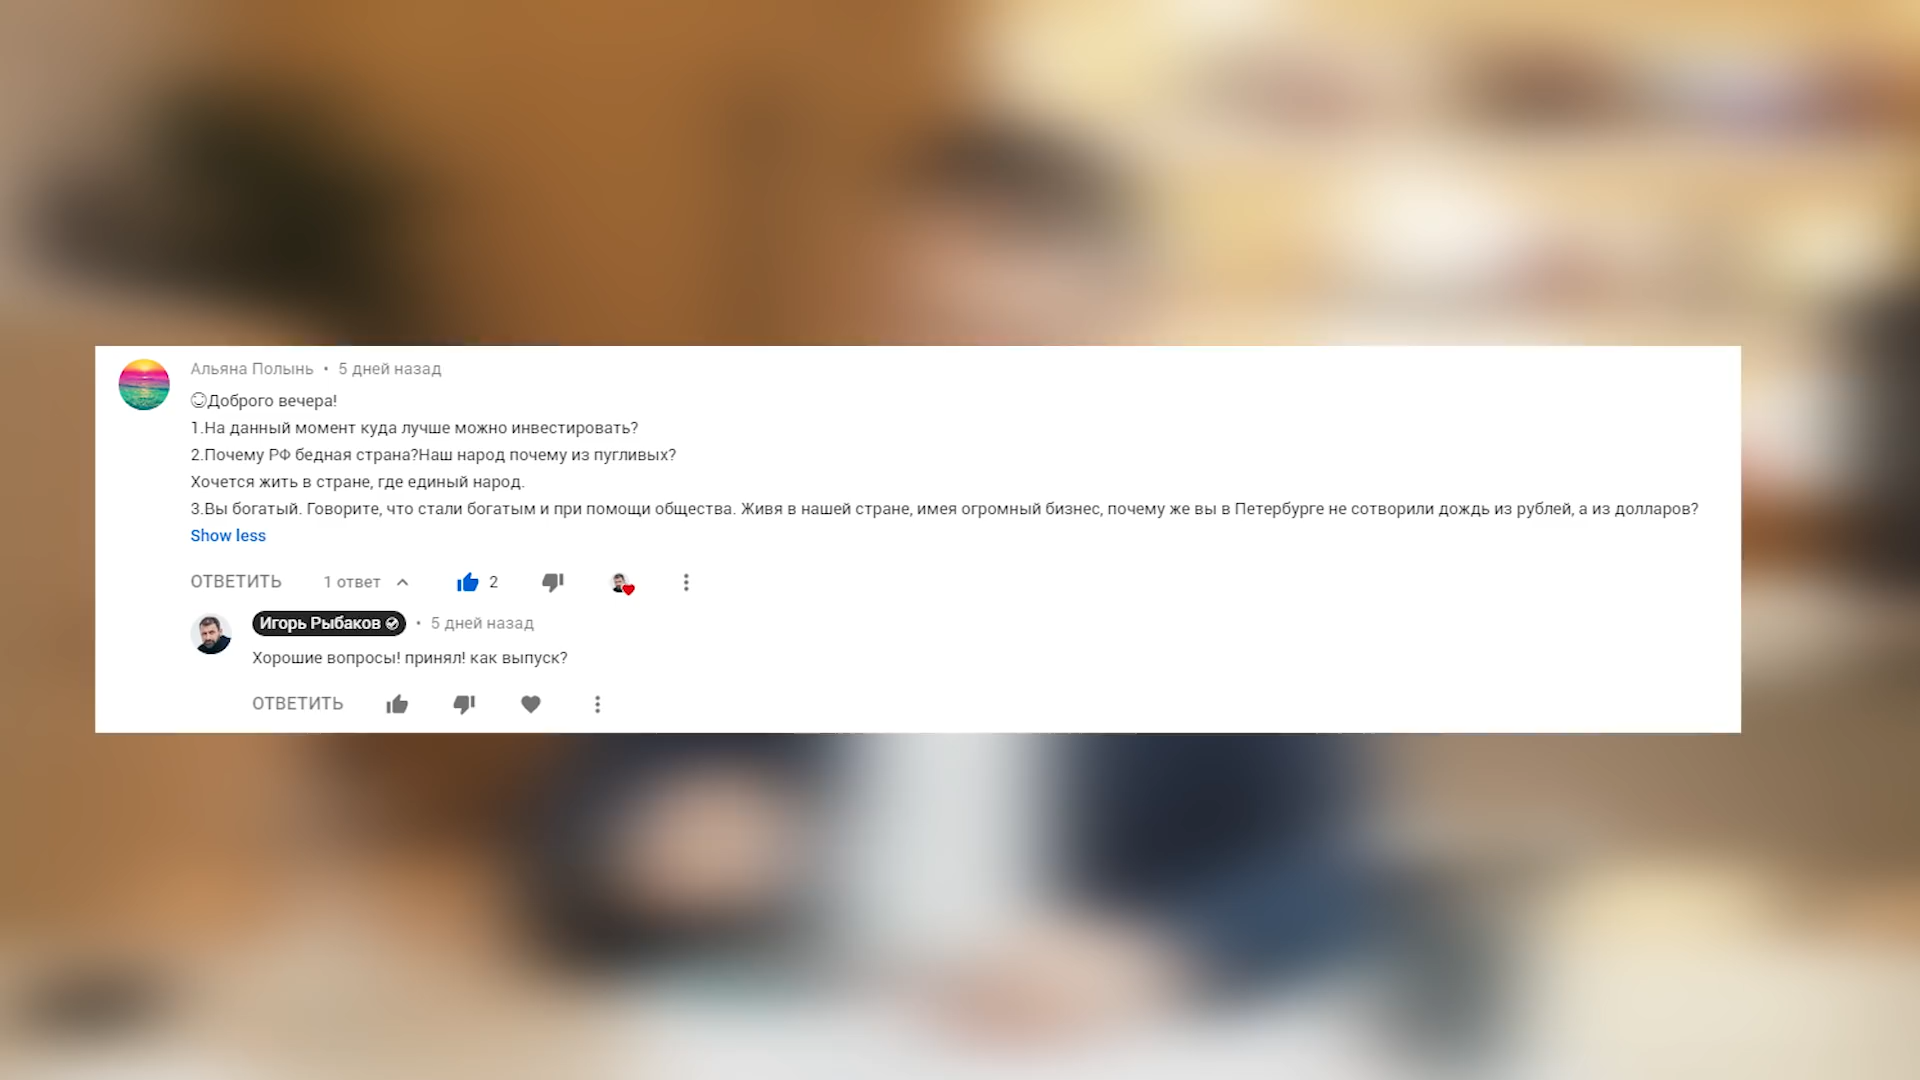 Альяна Полынь • 5 дней назад
☺Доброго вечера!
1.На данный момент куда лучше можно инвестировать?
2.Почему РФ бедная страна?Наш народ почему из пугливых?
Хочется жить в стране, где единый народ.
3.Вы богатый. Говорите, что стали богатым и при помощи общества. Живя в нашей стране, имея огромный бизнес, почему же вы в Петербурге не сотворили дождь из рублей, а из долларов?
Show less
ОТВЕТИТЬ 1 ответ 2
Игорь Рыбаков • 5 дней назад
Хорошие вопросы! принял! как выпуск?
ОТВЕТИТЬ